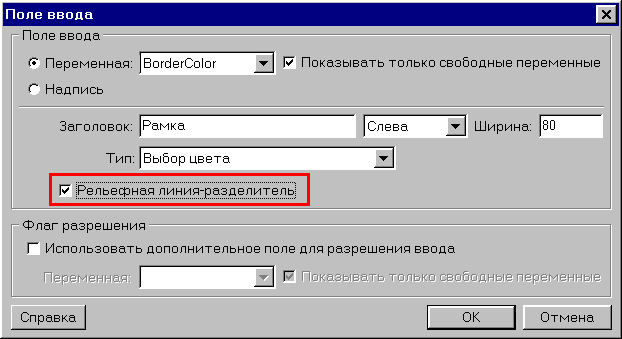 Поле ввода
Поле ввода
Переменная: BorderColor Показывать только свободные переменные
Надпись
Заголовок: Рамка Слева Ширина: 80
Тип: Выбор цвета
Рельефная линия-разделитель
Флаг разрешения
Использовать дополнительное поле для разрешения ввода
Переменная: Показывать только свободные переменные
Справка OK Отмена